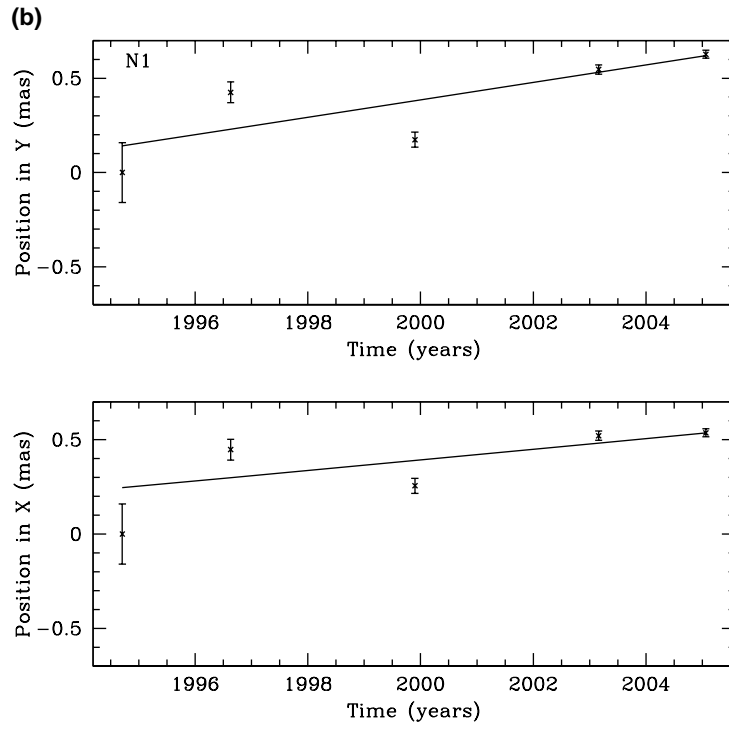 (b)
N1
Position in Y (mas)
0.5
0
−0.5
1996 1998 2000 2002 2004
Time (years)
Position in X (mas)
0.5
0
−0.5
1996 1998 2000 2002 2004
Time (years)